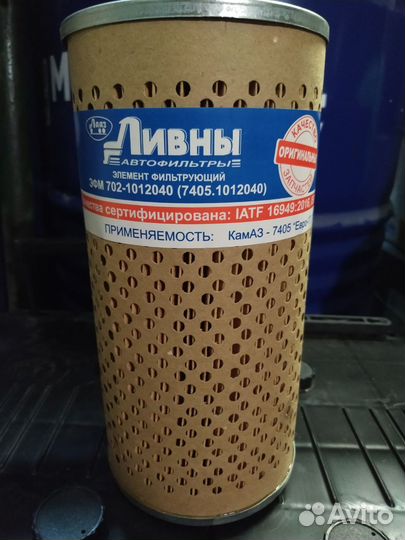 ЛААЗ
ЛИВНЫ
АВТОФИЛЬТРЫ
ЭЛЕМЕНТ ФИЛЬТРУЮЩИЙ
ЭФМ 702-1012040 (7405.1012040)
КАЧЕСТВО
ОРИГИНАЛЬНЫЕ
ЗАПЧАСТИ
сертифицирована: IATF 16949:2016
ПРИМЕНЯЕМОСТЬ: КамАЗ - 7405 "Евро
Avito